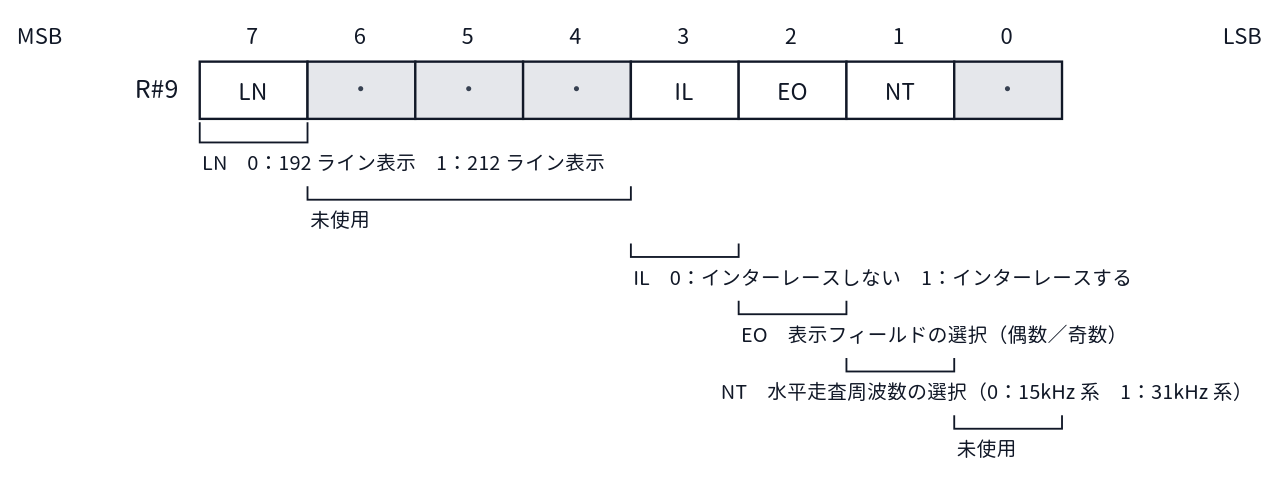 MSB 7 6 5 4 3 2 1 0 LSB
R#9 LN ・ ・ ・ IL EO NT ・
LN 0：192 ライン表示 1：212 ライン表示
未使用
IL 0：インターレースしない 1：インターレースする
EO 表示フィールドの選択（偶数／奇数）
NT 水平走査周波数の選択（0：15kHz 系 1：31kHz 系）
未使用